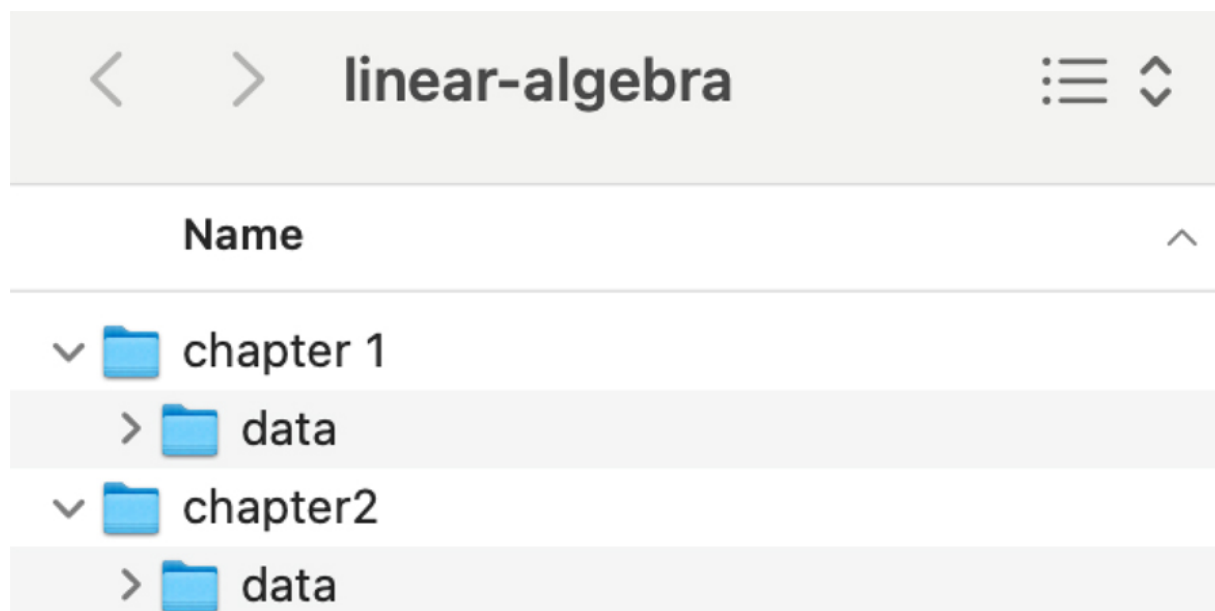 linear-algebra
Name
chapter 1
data
chapter2
data